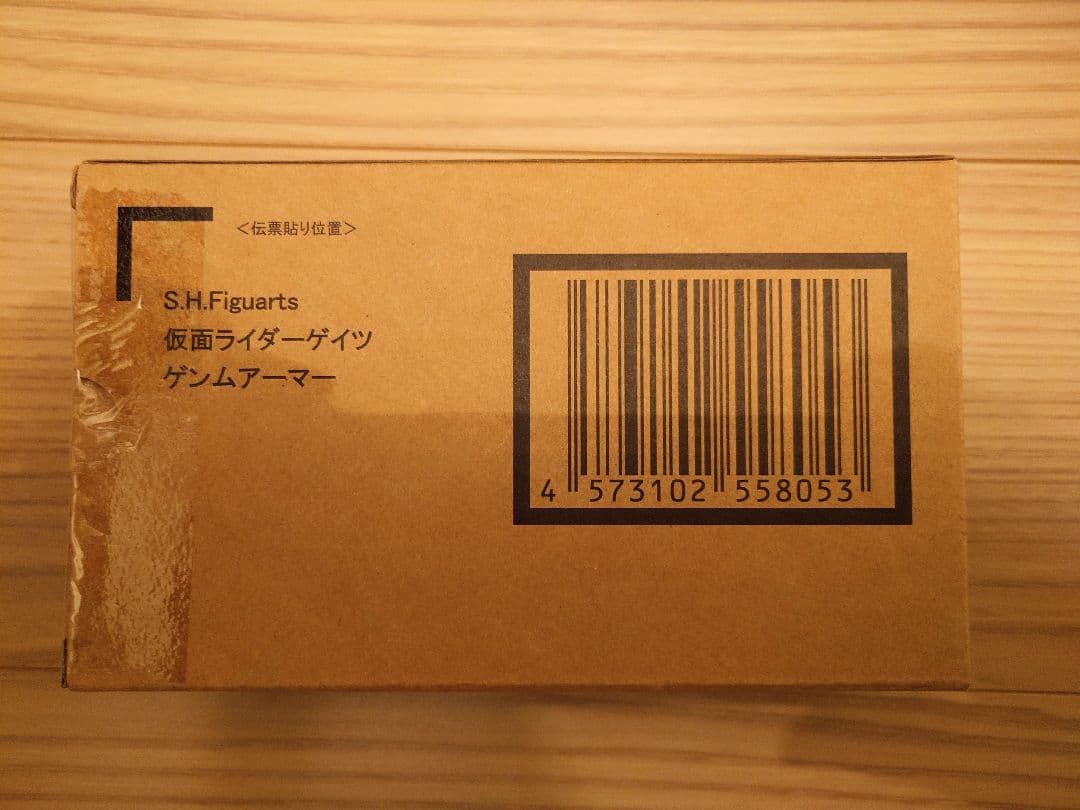 ＜伝票貼り位置＞
S.H.Figuarts
仮面ライダーゲイツ
ゲンムアーマー
4 573102 558053